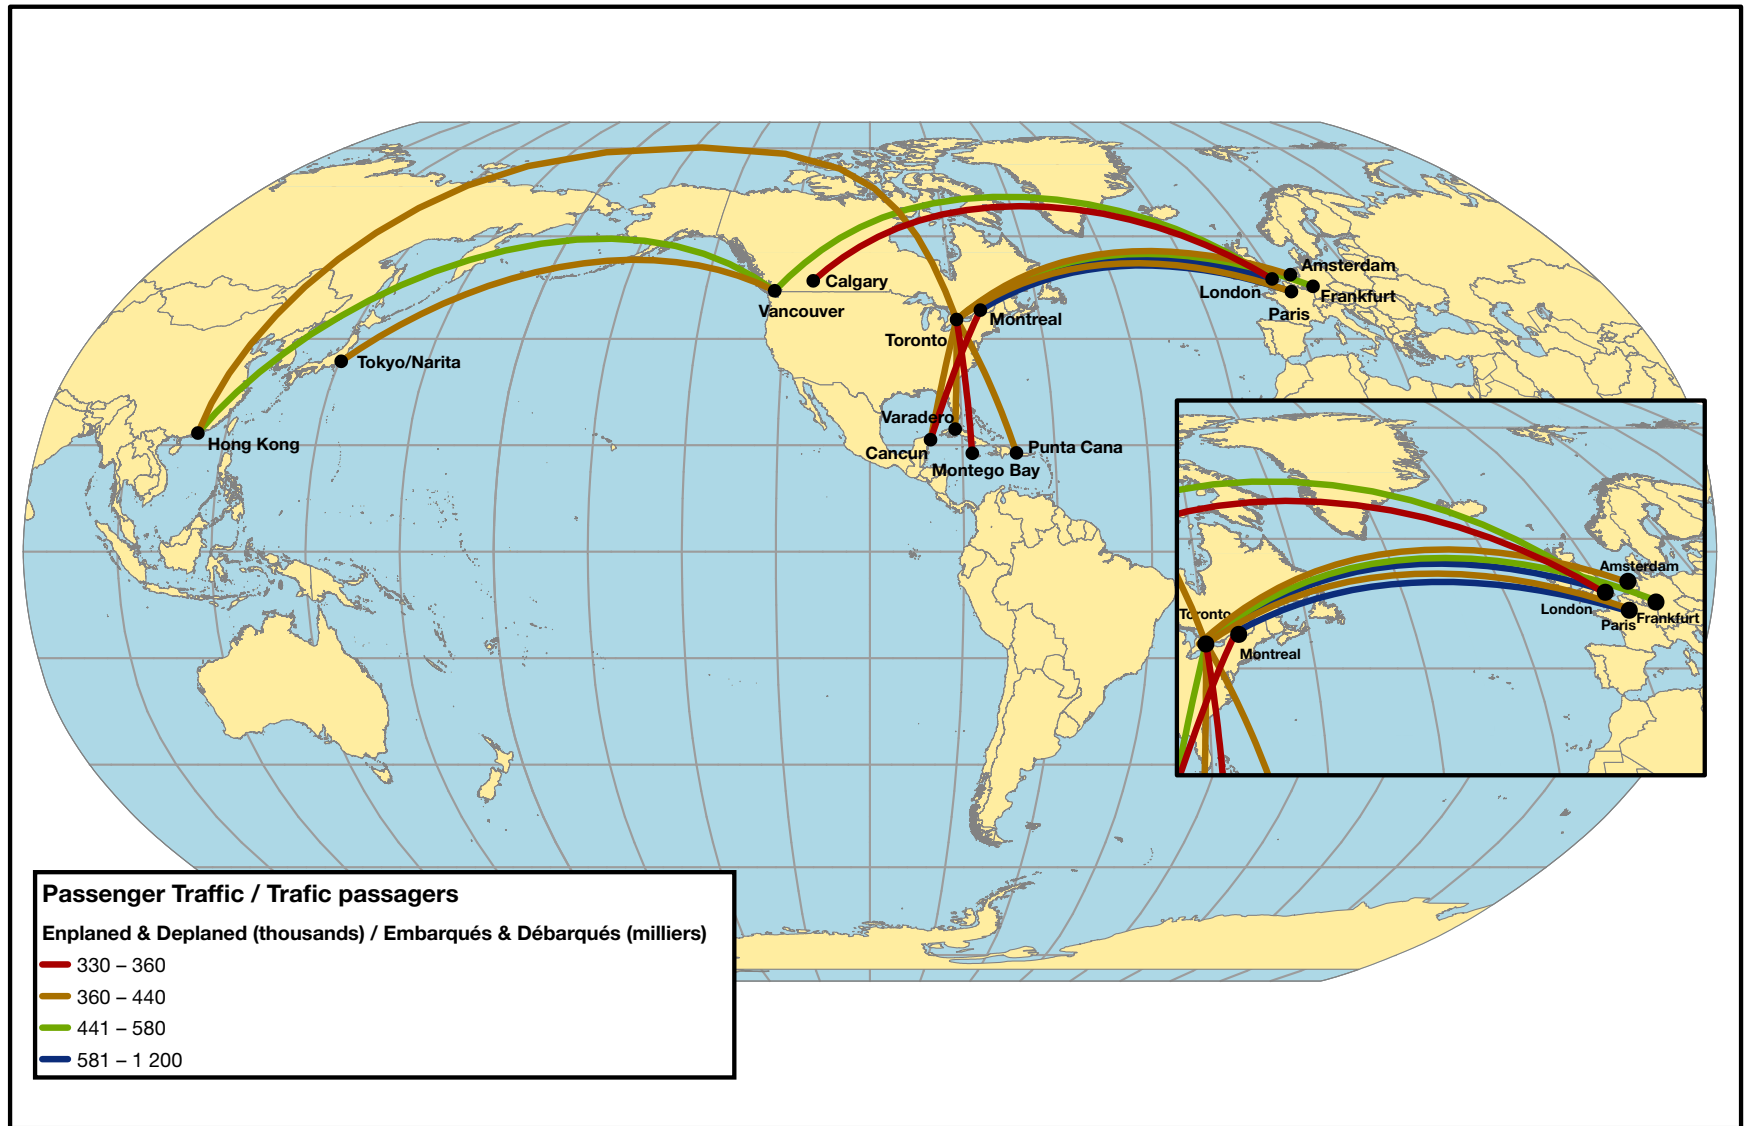 Amsterdam
Calgary
London
Frankfurt
Vancouver
Paris
Montreal
Toronto
Tokyo/Narita
Varadero
Hong Kong
Cancun
Punta Cana
Montego Bay
Amsterdam
Toronto
London
Paris
Frankfurt
Montreal
Passenger Traffic / Trafic passagers
Enplaned & Deplaned (thousands) / Embarqués & Débarqués (milliers)
330 – 360
360 – 440
441 – 580
581 – 1 200